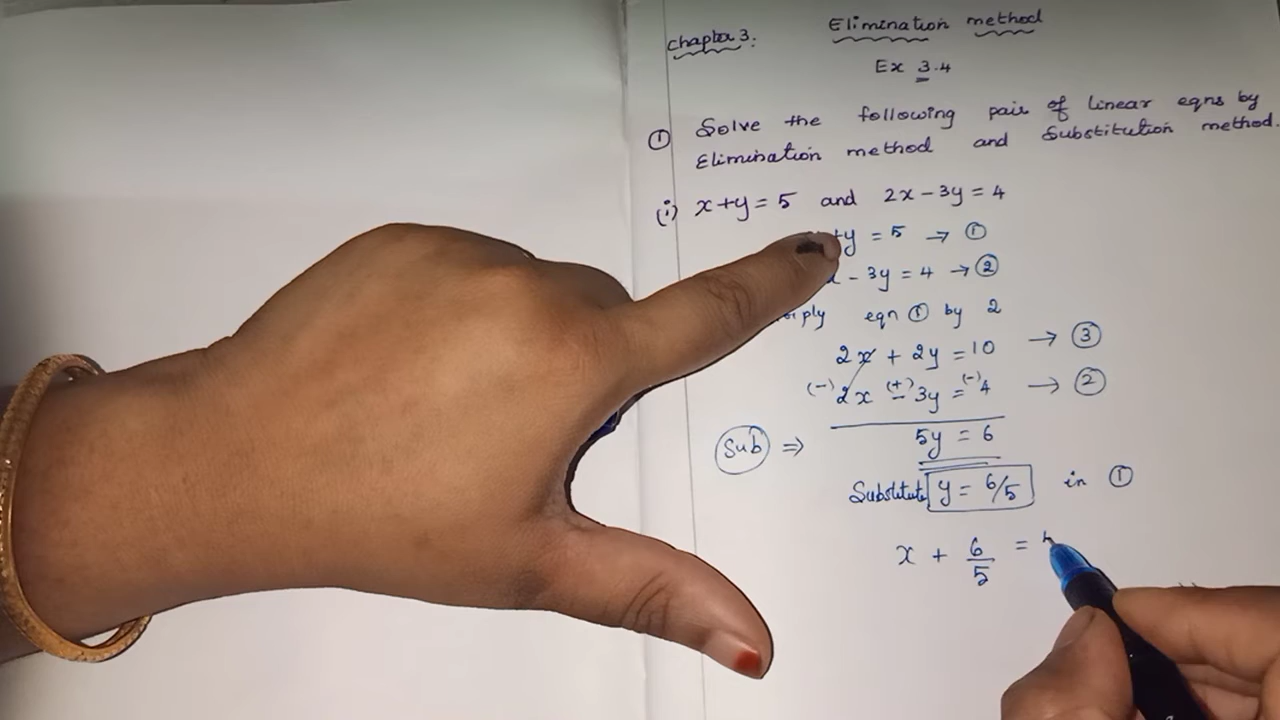 Chapter 3.
Elimination method
Ex 3.4
① Solve the following pair of linear eqns by
Elimination method and Substitution method.
(i) x+y = 5 and 2x - 3y = 4
+y = 5 → ①
- 3y = 4 → ②
eqn ① by 2
2x + 2y = 10 → ③
(-) 2x (+) - 3y = (-) 4 → ②
Sub ⇒ 5y = 6
Substitute y = 6/5 in ①
x + 6/5 =